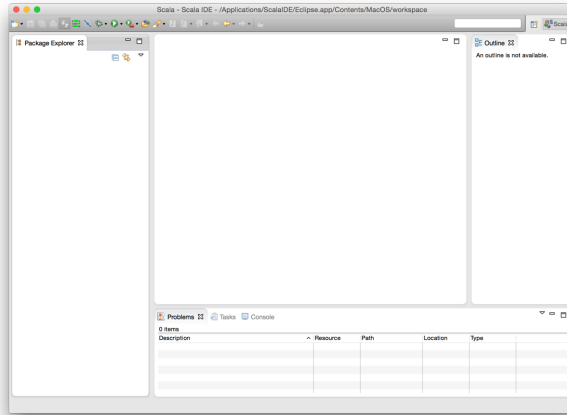 Scala - Scala IDE - /Applications/ScalaIDE/Eclipse.app/Contents/MacOS/workspace
Scala
Package Explorer
Outline
An outline is not available.
Problems Tasks Console
0 items
Description Resource Path Location Type